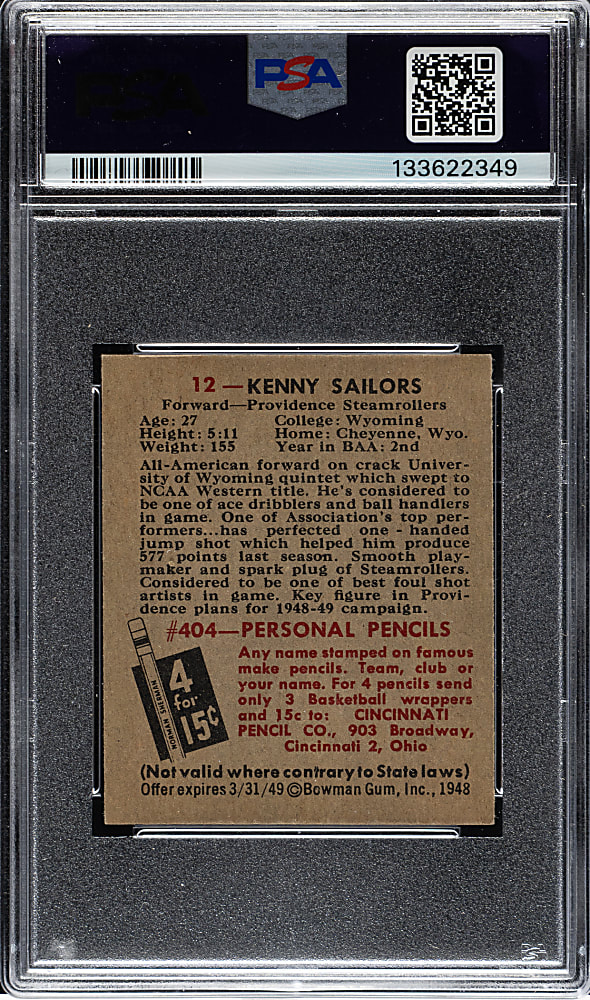 PSA
133622349
12 — KENNY SAILORS
Forward—Providence Steamrollers
Age: 27 College: Wyoming
Height: 5:11 Home: Cheyenne, Wyo.
Weight: 155 Year in BAA: 2nd
All-American forward on crack Univer-
sity of Wyoming quintet which swept to
NCAA Western title. He's considered to
be one of ace dribblers and ball handlers
in game. One of Association's top per-
formers...has perfected one - handed
jump shot which helped him produce
577 points last season. Smooth play-
maker and spark plug of Steamrollers.
Considered to be one of best foul shot
artists in game. Key figure in Provi-
dence plans for 1948-49 campaign.
#404—PERSONAL PENCILS
4
for
15¢
NORMAN SHERMAN
Any name stamped on famous
make pencils. Team, club or
your name. For 4 pencils send
only 3 Basketball wrappers
and 15c to: CINCINNATI
PENCIL CO., 903 Broadway,
Cincinnati 2, Ohio
(Not valid where contrary to State laws)
Offer expires 3/31/49 ©Bowman Gum, Inc., 1948